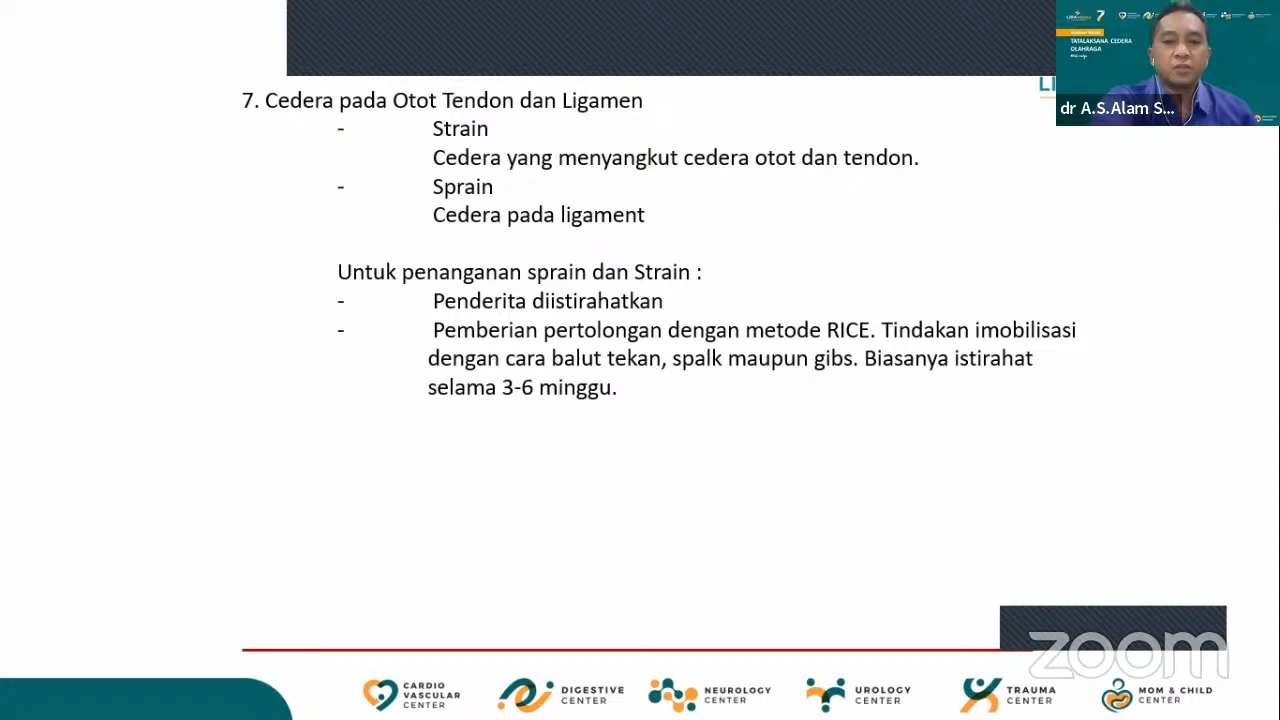 TATALAKSANA CEDERA
OLAHRAGA
dr A.S.Alam S...
7. Cedera pada Otot Tendon dan Ligamen
- Strain
Cedera yang menyangkut cedera otot dan tendon.
- Sprain
Cedera pada ligament
Untuk penanganan sprain dan Strain :
- Penderita diistirahatkan
- Pemberian pertolongan dengan metode RICE. Tindakan imobilisasi
dengan cara balut tekan, spalk maupun gibs. Biasanya istirahat
selama 3-6 minggu.
zoom
CARDIO
VASCULAR
CENTER
DIGESTIVE
CENTER
NEUROLOGY
CENTER
UROLOGY
CENTER
TRAUMA
CENTER
MOM & CHILD
CENTER